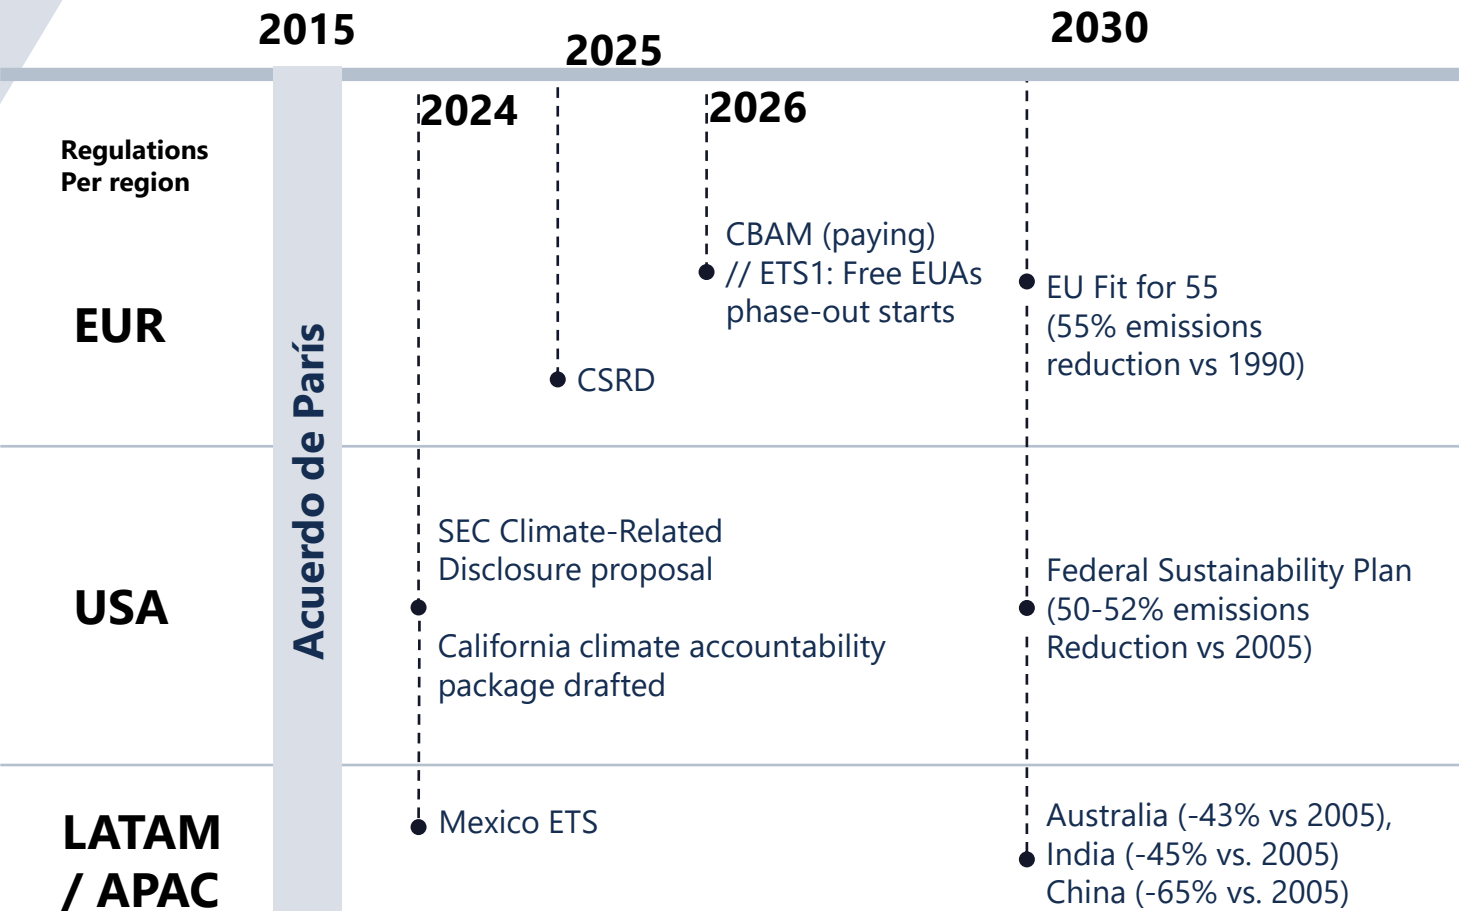 2015
2025
2030
2024
2026
Regulations
Per region
Acuerdo de París
EUR
CBAM (paying)
// ETS1: Free EUAs
phase-out starts
CSRD
EU Fit for 55
(55% emissions
reduction vs 1990)
USA
SEC Climate-Related
Disclosure proposal
California climate accountability
package drafted
Federal Sustainability Plan
(50-52% emissions
Reduction vs 2005)
LATAM
/ APAC
Mexico ETS
Australia (-43% vs 2005),
India (-45% vs. 2005)
China (-65% vs. 2005)